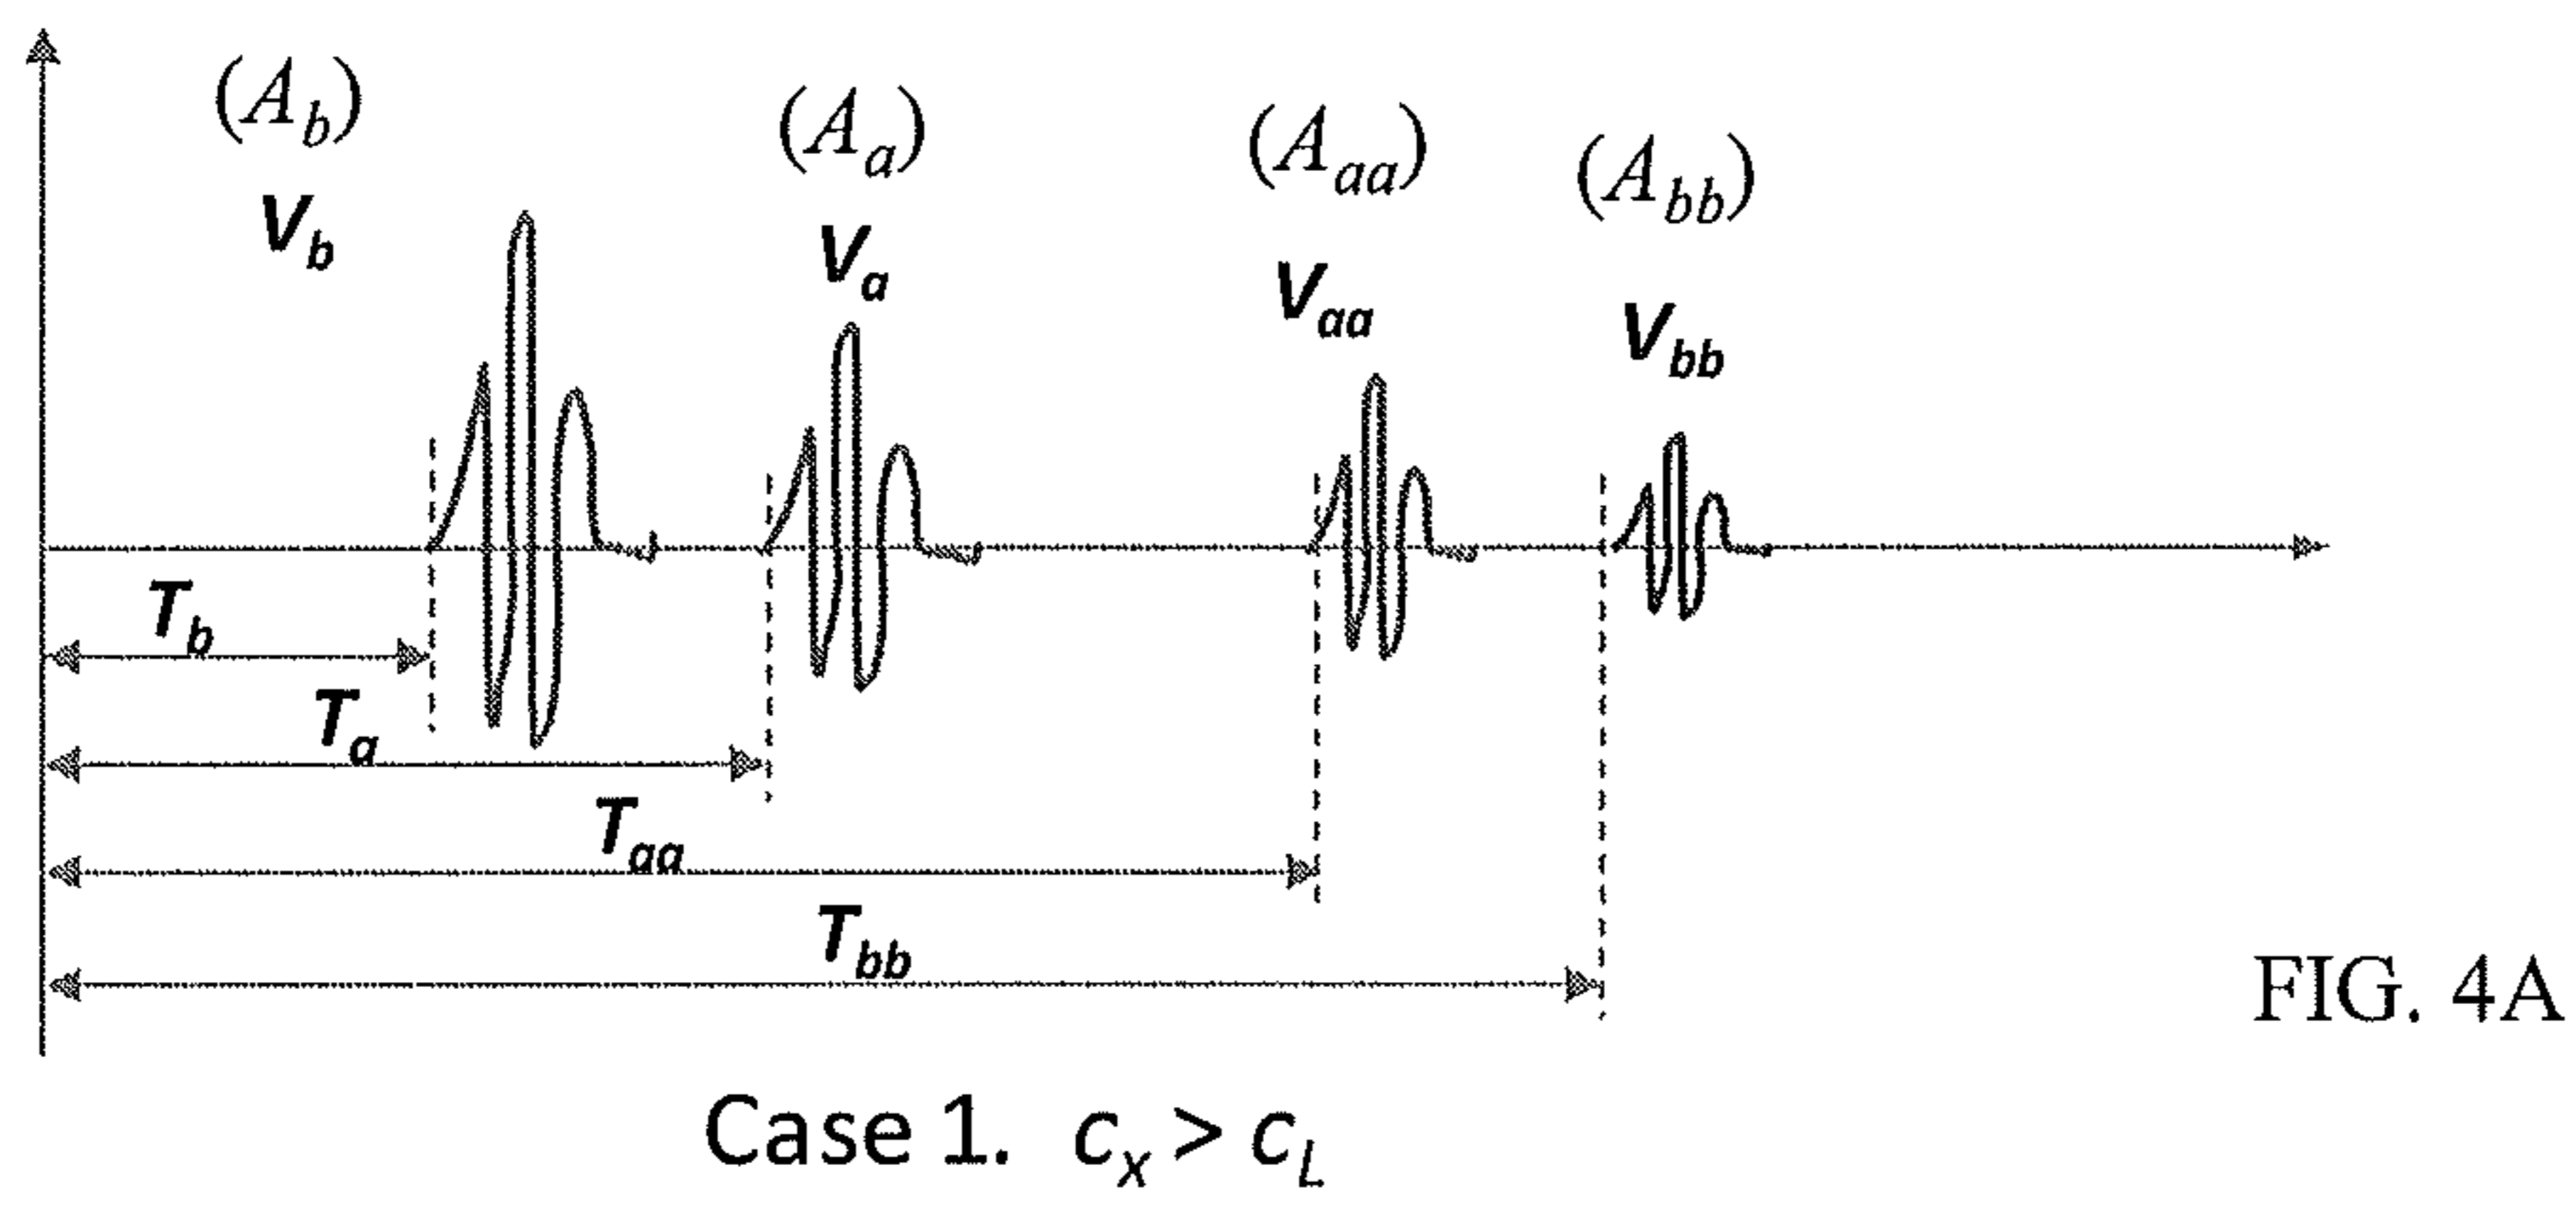 (A_b)
V_b
(A_a)
V_a
(A_aa)
V_aa
(A_bb)
V_bb
T_b
T_a
T_aa
T_bb
FIG. 4A
Case 1. c_x > c_L